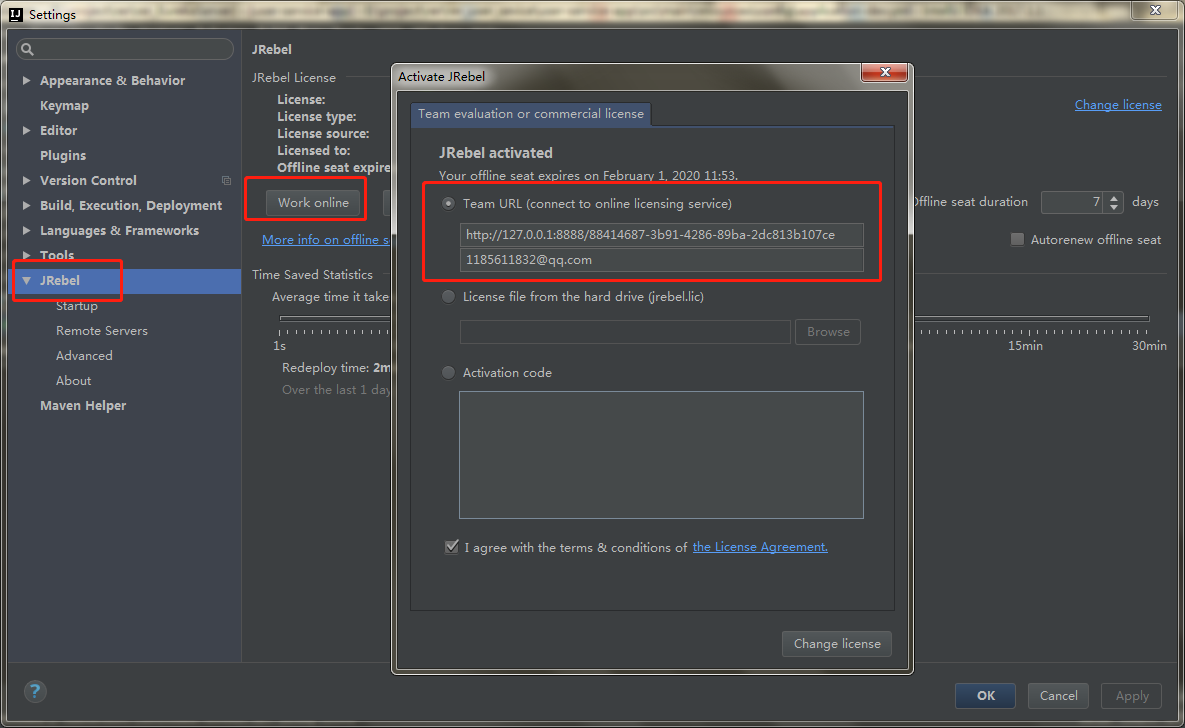 IJ Settings
JRebel
JRebel License
Appearance & Behavior
Keymap
Editor
Plugins
Version Control
Build, Execution, Deployment
Languages & Frameworks
Tools
JRebel
Startup
Remote Servers
Advanced
About
Maven Helper
License:
License type:
License source:
Licensed to:
Offline seat expire
Change license
Work online
More info on offline s
Offline seat duration 7 days
Autorenew offline seat
Time Saved Statistics
Average time it take
1s 15min 30min
Redeploy time: 2m
Over the last 1 day
Activate JRebel
Team evaluation or commercial license
JRebel activated
Your offline seat expires on February 1, 2020 11:53.
Team URL (connect to online licensing service)
http://127.0.0.1:8888/88414687-3b91-4286-89ba-2dc813b107ce
1185611832@qq.com
License file from the hard drive (jrebel.lic)
Browse
Activation code
I agree with the terms & conditions of the License Agreement.
Change license
?
OK Cancel Apply